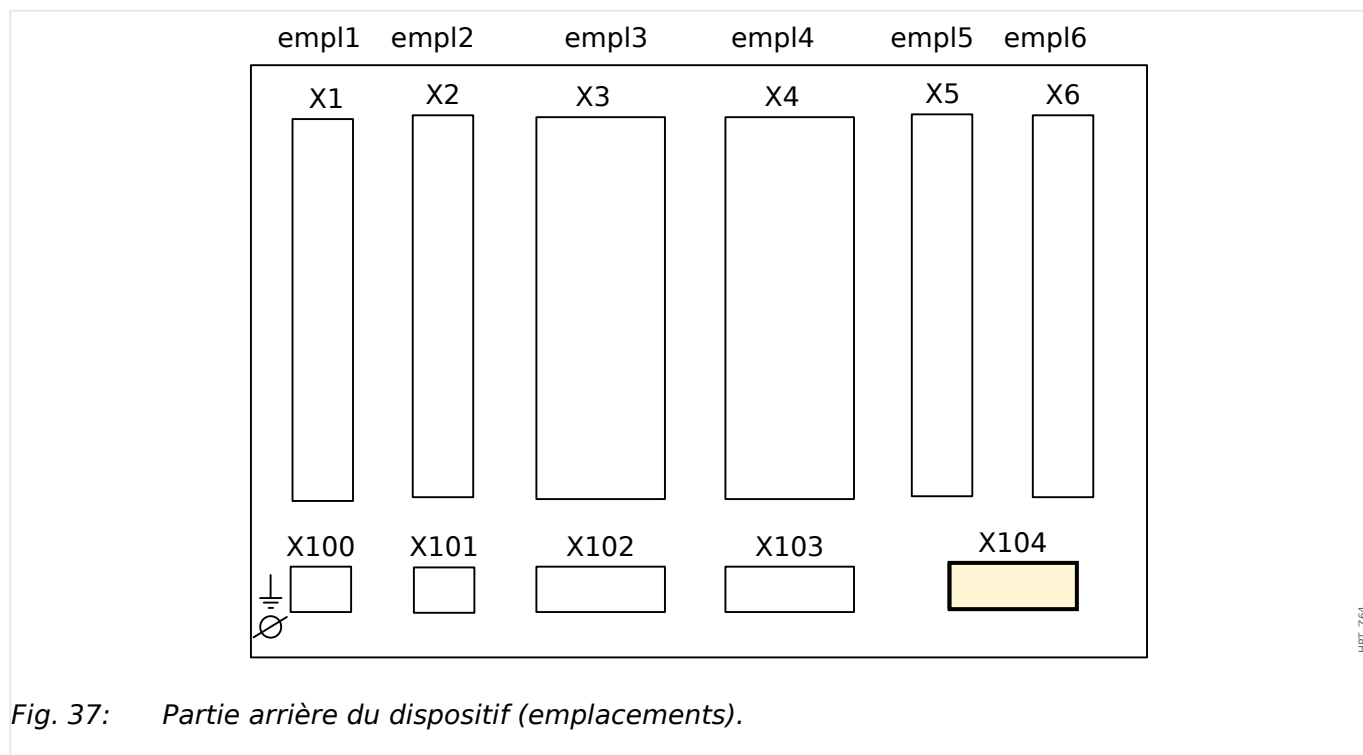 empl1 empl2 empl3 empl4 empl5 empl6
X1 X2 X3 X4 X5 X6
X100 X101 X102 X103 X104
HPT_Z64
Fig. 37: Partie arrière du dispositif (emplacements).